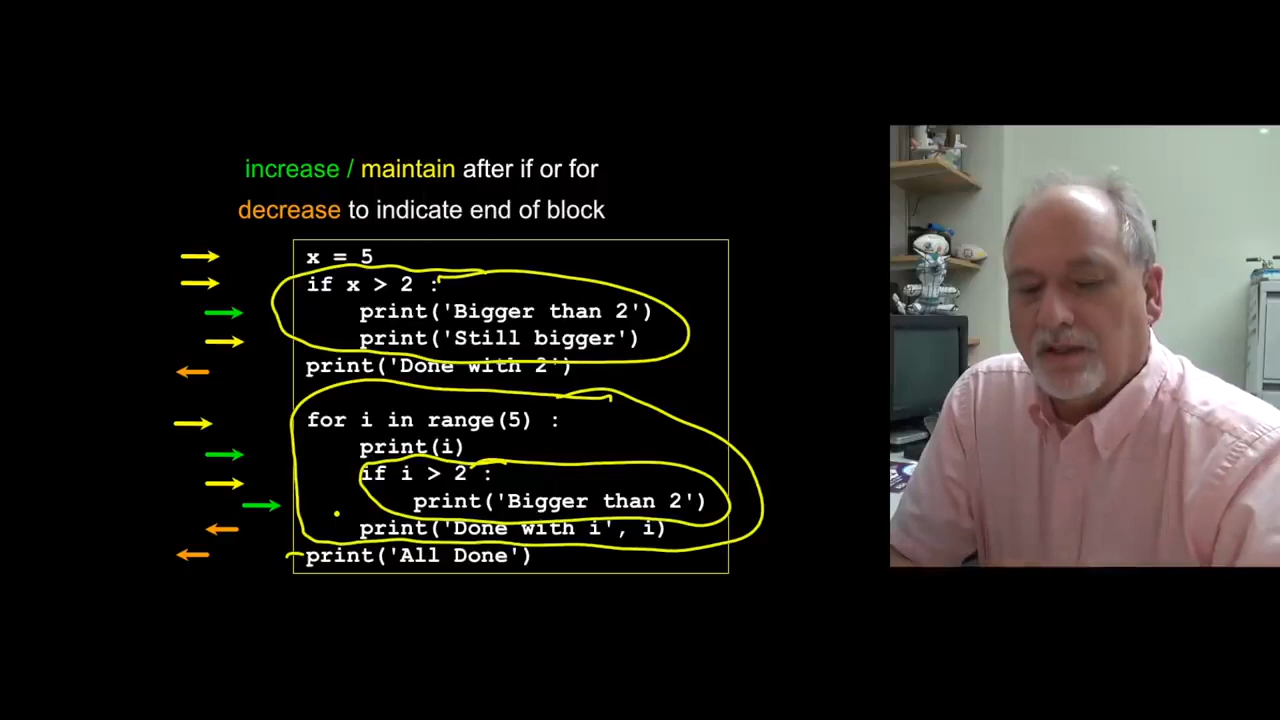 increase / maintain after if or for
decrease to indicate end of block
x = 5
if x > 2 :
    print('Bigger than 2')
    print('Still bigger')
print('Done with 2')
for i in range(5) :
    print(i)
    if i > 2 :
        print('Bigger than 2')
    print('Done with i', i)
print('All Done')